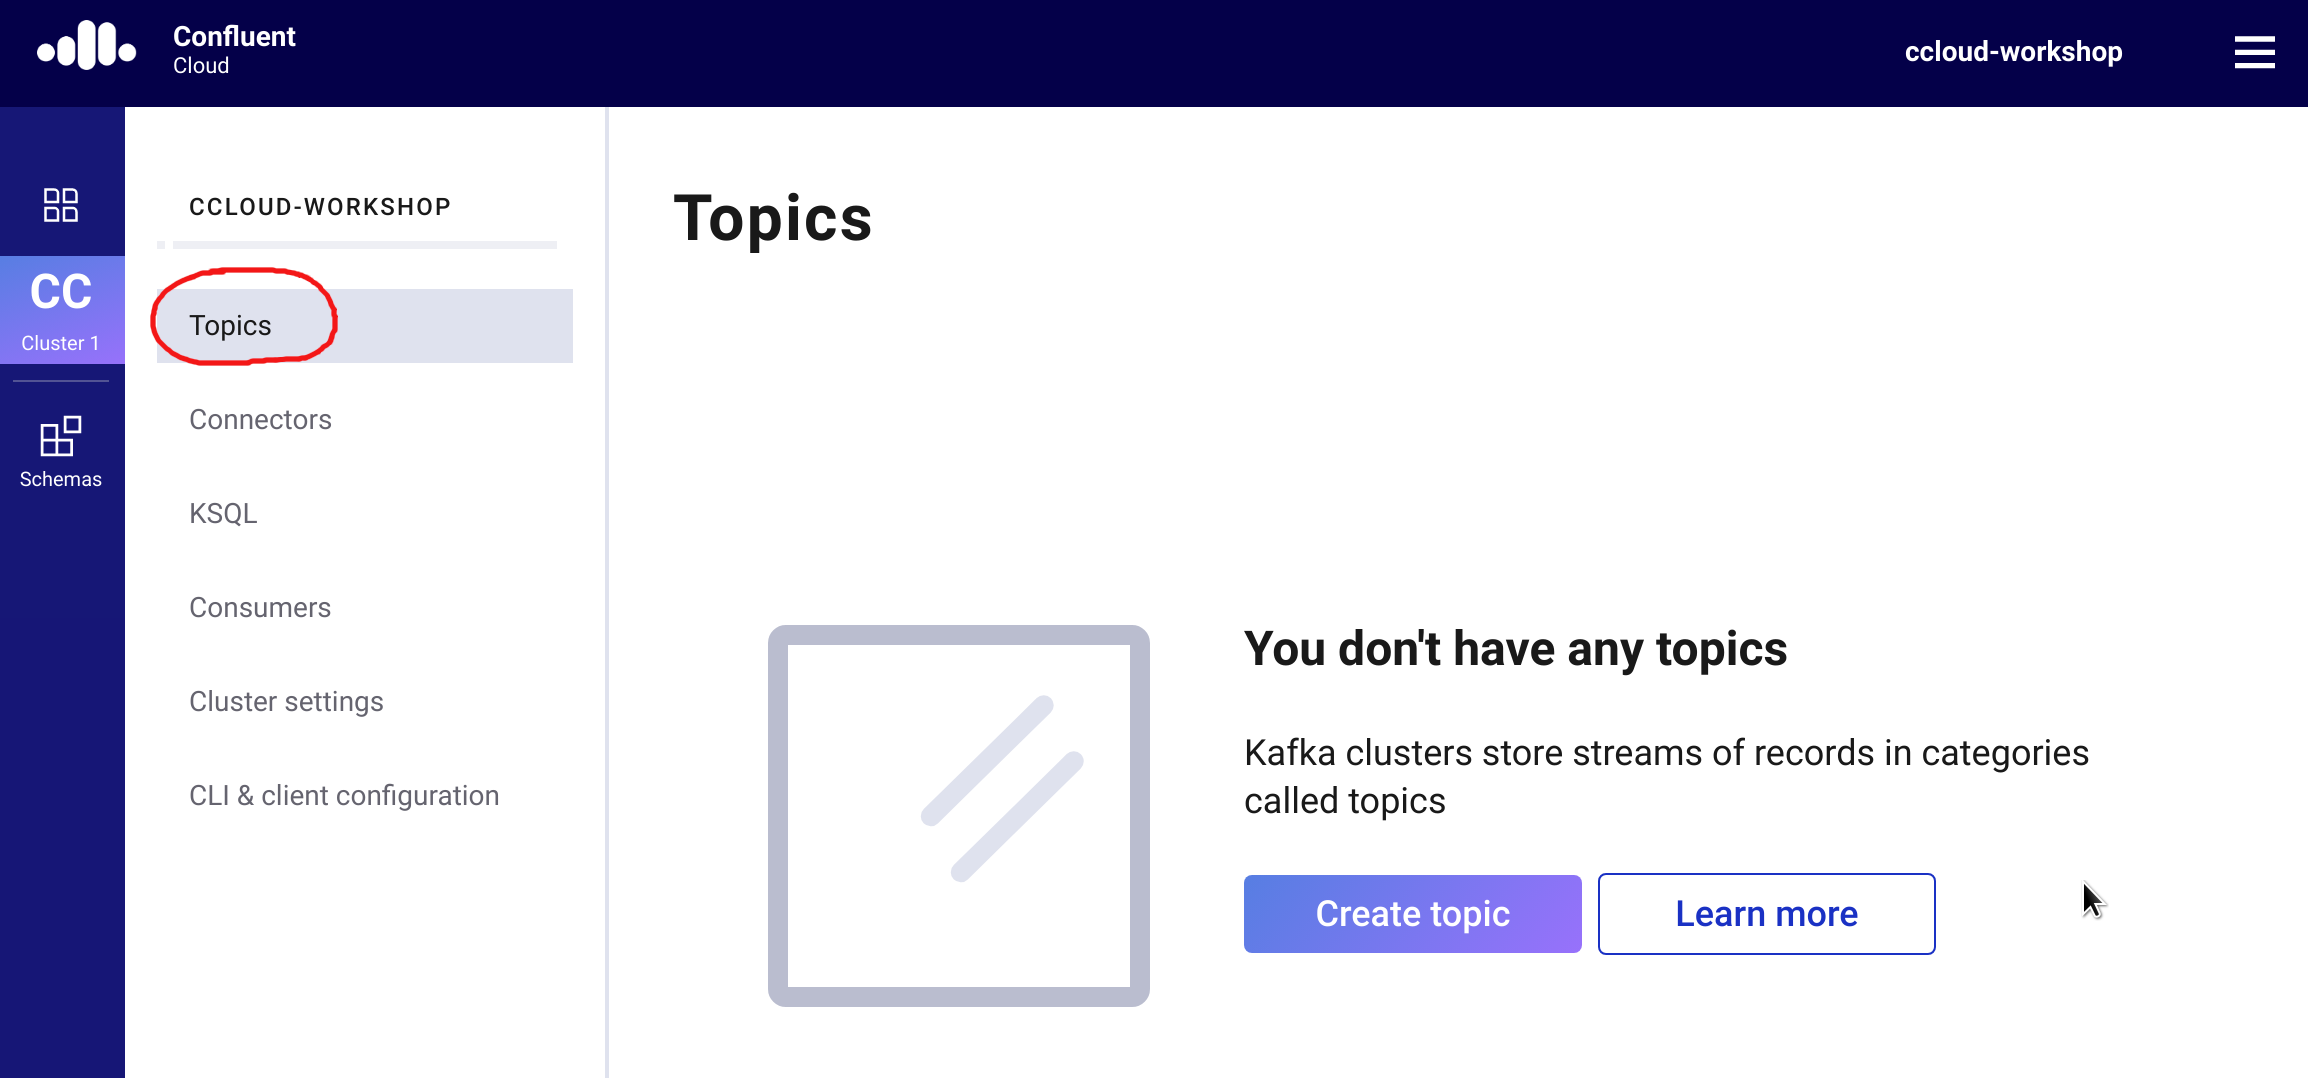 Confluent
Cloud
ccloud-workshop
CC
Cluster 1
Schemas
CCLOUD-WORKSHOP
Topics
Connectors
KSQL
Consumers
Cluster settings
CLI & client configuration
Topics
You don't have any topics
Kafka clusters store streams of records in categories
called topics
Create topic
Learn more